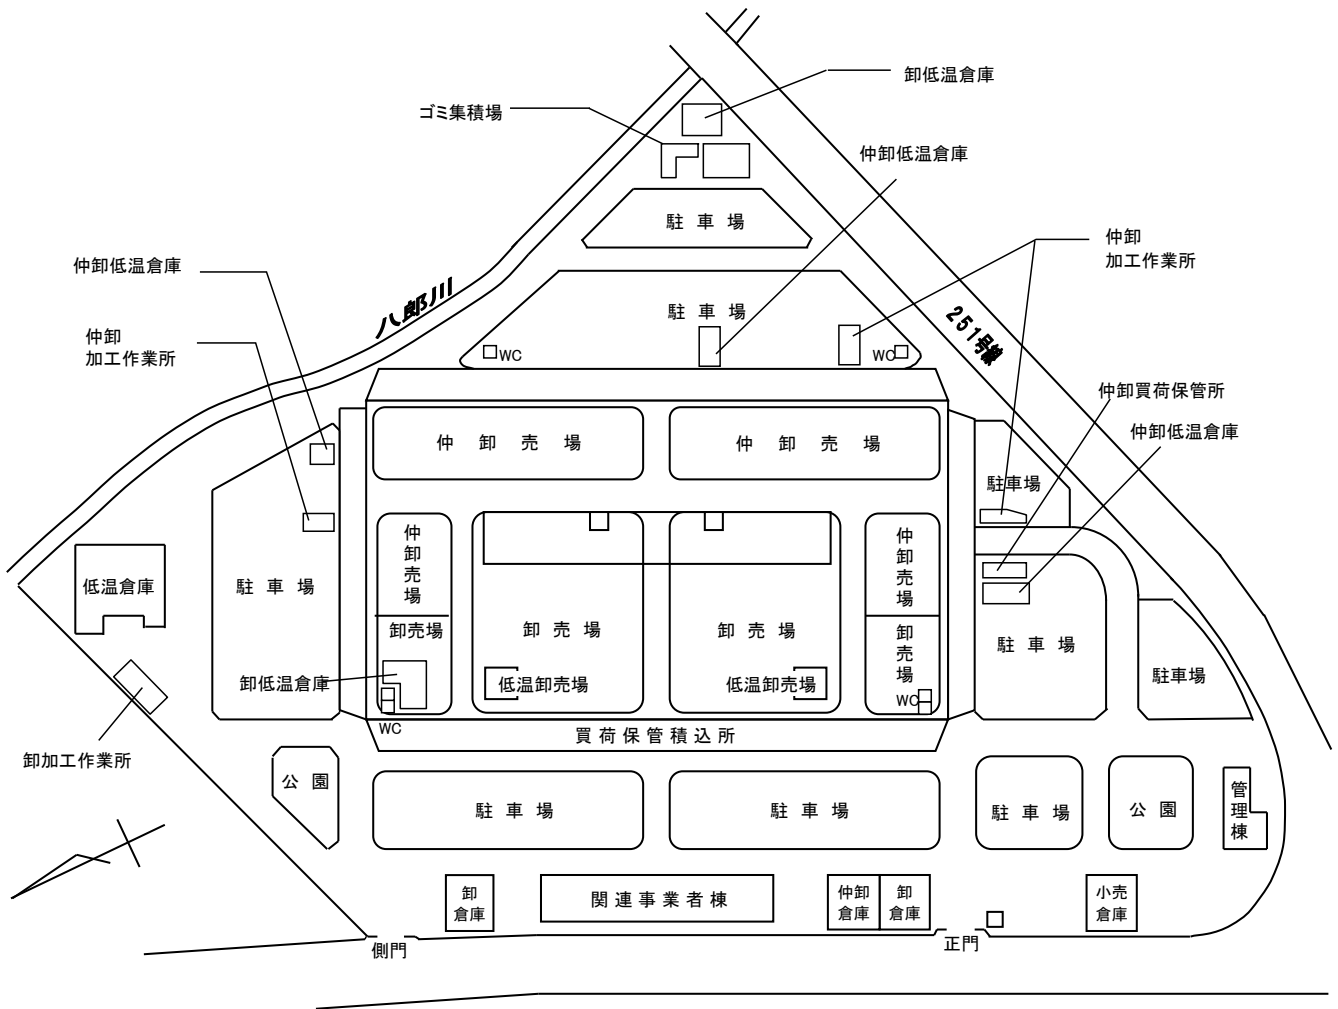 卸低温倉庫
ゴミ集積場
仲卸低温倉庫
駐車場
仲卸
加工作業所
仲卸低温倉庫
八郎川
駐車場
251号線
仲卸
加工作業所
WC
WC
仲卸買荷保管所
仲卸低温倉庫
仲卸売場
仲卸売場
駐車場
仲卸売場
仲卸売場
低温倉庫
駐車場
卸売場
卸売場
卸売場
卸売場
駐車場
駐車場
卸低温倉庫
低温卸売場
低温卸売場
WC
WC
買荷保管積込所
卸加工作業所
公園
駐車場
駐車場
駐車場
公園
管理棟
卸
倉庫
関連事業者棟
仲卸
倉庫
卸
倉庫
小売
倉庫
側門
正門